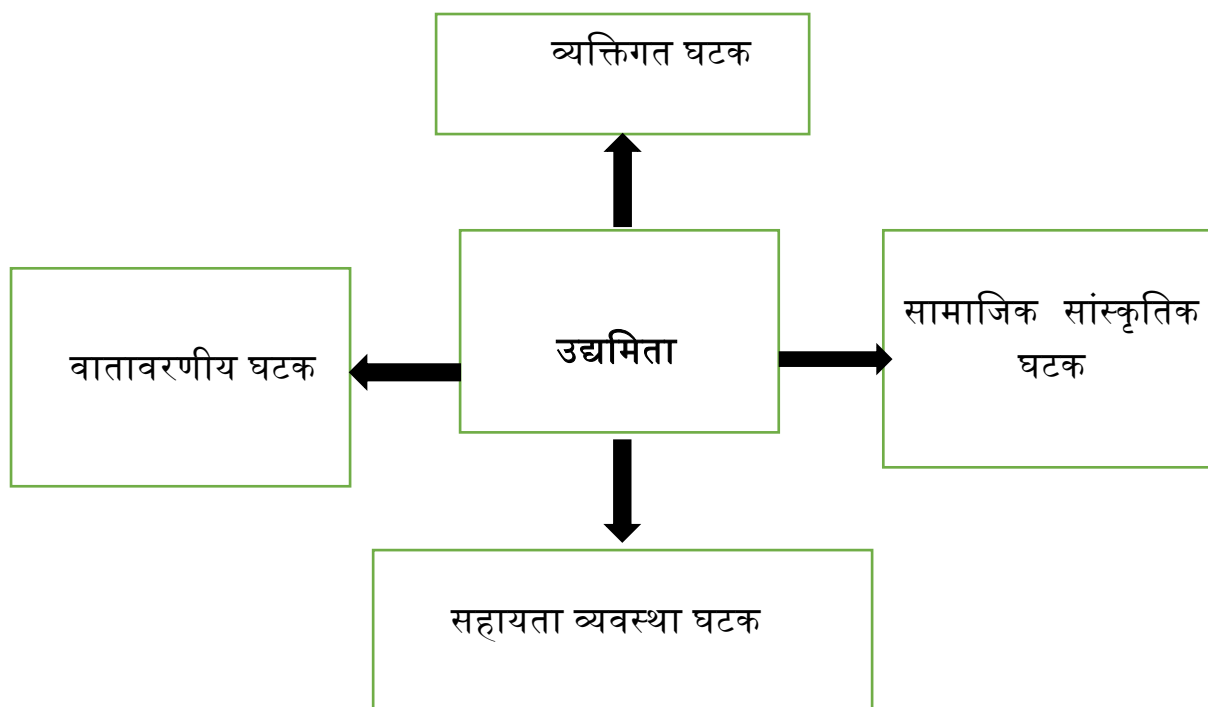 व्यक्तिगत घटक
उद्यमिता
सामाजिक सांस्कृतिक
घटक
वातावरणीय घटक
सहायता व्यवस्था घटक